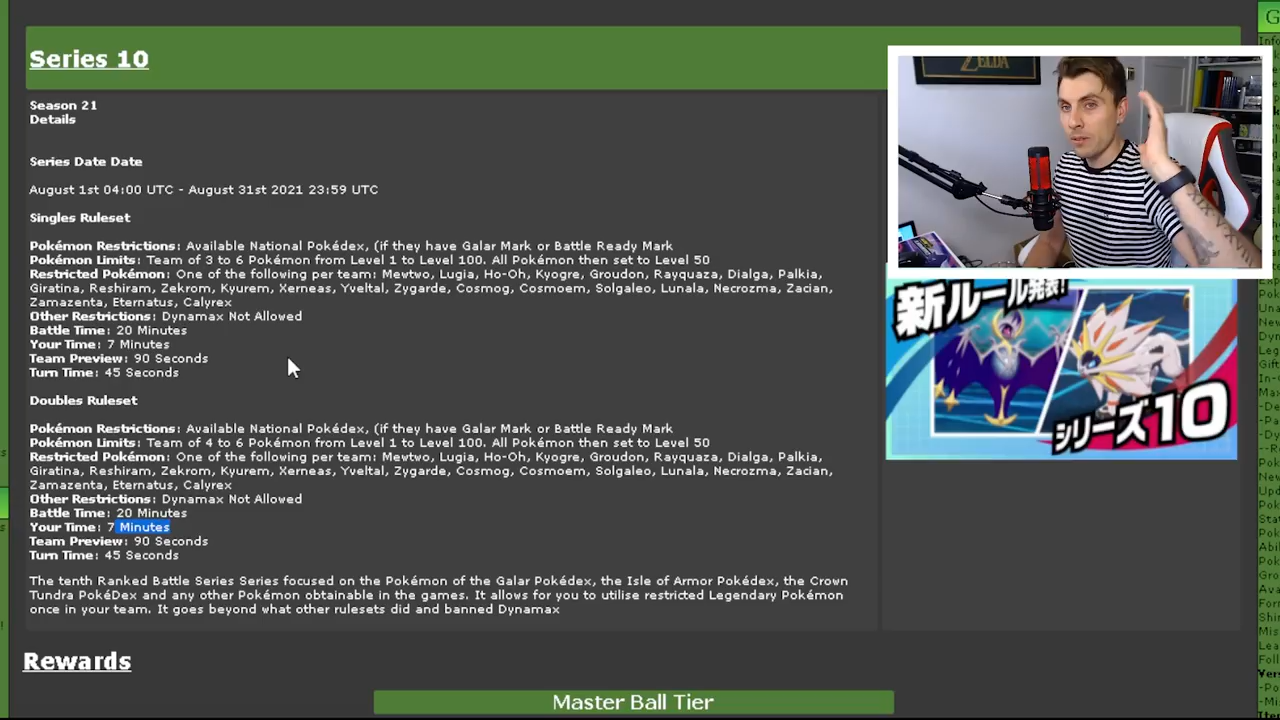 Series 10
ZELDA
Season 21
Details
Series Date Date
August 1st 04:00 UTC - August 31st 2021 23:59 UTC
Singles Ruleset
Pokémon Restrictions: Available National Pokédex, (if they have Galar Mark or Battle Ready Mark
Pokémon Limits: Team of 3 to 6 Pokémon from Level 1 to Level 100. All Pokémon then set to Level 50
Restricted Pokémon: One of the following per team: Mewtwo, Lugia, Ho-Oh, Kyogre, Groudon, Rayquaza, Dialga, Palkia,
Giratina, Reshiram, Zekrom, Kyurem, Xerneas, Yveltal, Zygarde, Cosmog, Cosmoem, Solgaleo, Lunala, Necrozma, Zacian,
Zamazenta, Eternatus, Calyrex
Other Restrictions: Dynamax Not Allowed
Battle Time: 20 Minutes
Your Time: 7 Minutes
Team Preview: 90 Seconds
Turn Time: 45 Seconds
新ルール発表!
シリーズ10
Doubles Ruleset
Pokémon Restrictions: Available National Pokédex, (if they have Galar Mark or Battle Ready Mark
Pokémon Limits: Team of 4 to 6 Pokémon from Level 1 to Level 100. All Pokémon then set to Level 50
Restricted Pokémon: One of the following per team: Mewtwo, Lugia, Ho-Oh, Kyogre, Groudon, Rayquaza, Dialga, Palkia,
Giratina, Reshiram, Zekrom, Kyurem, Xerneas, Yveltal, Zygarde, Cosmog, Cosmoem, Solgaleo, Lunala, Necrozma, Zacian,
Zamazenta, Eternatus, Calyrex
Other Restrictions: Dynamax Not Allowed
Battle Time: 20 Minutes
Your Time: 7 Minutes
Team Preview: 90 Seconds
Turn Time: 45 Seconds
The tenth Ranked Battle Series Series focused on the Pokémon of the Galar Pokédex, the Isle of Armor Pokédex, the Crown
Tundra PokéDex and any other Pokémon obtainable in the games. It allows for you to utilise restricted Legendary Pokémon
once in your team. It goes beyond what other rulesets did and banned Dynamax
Rewards
Master Ball Tier